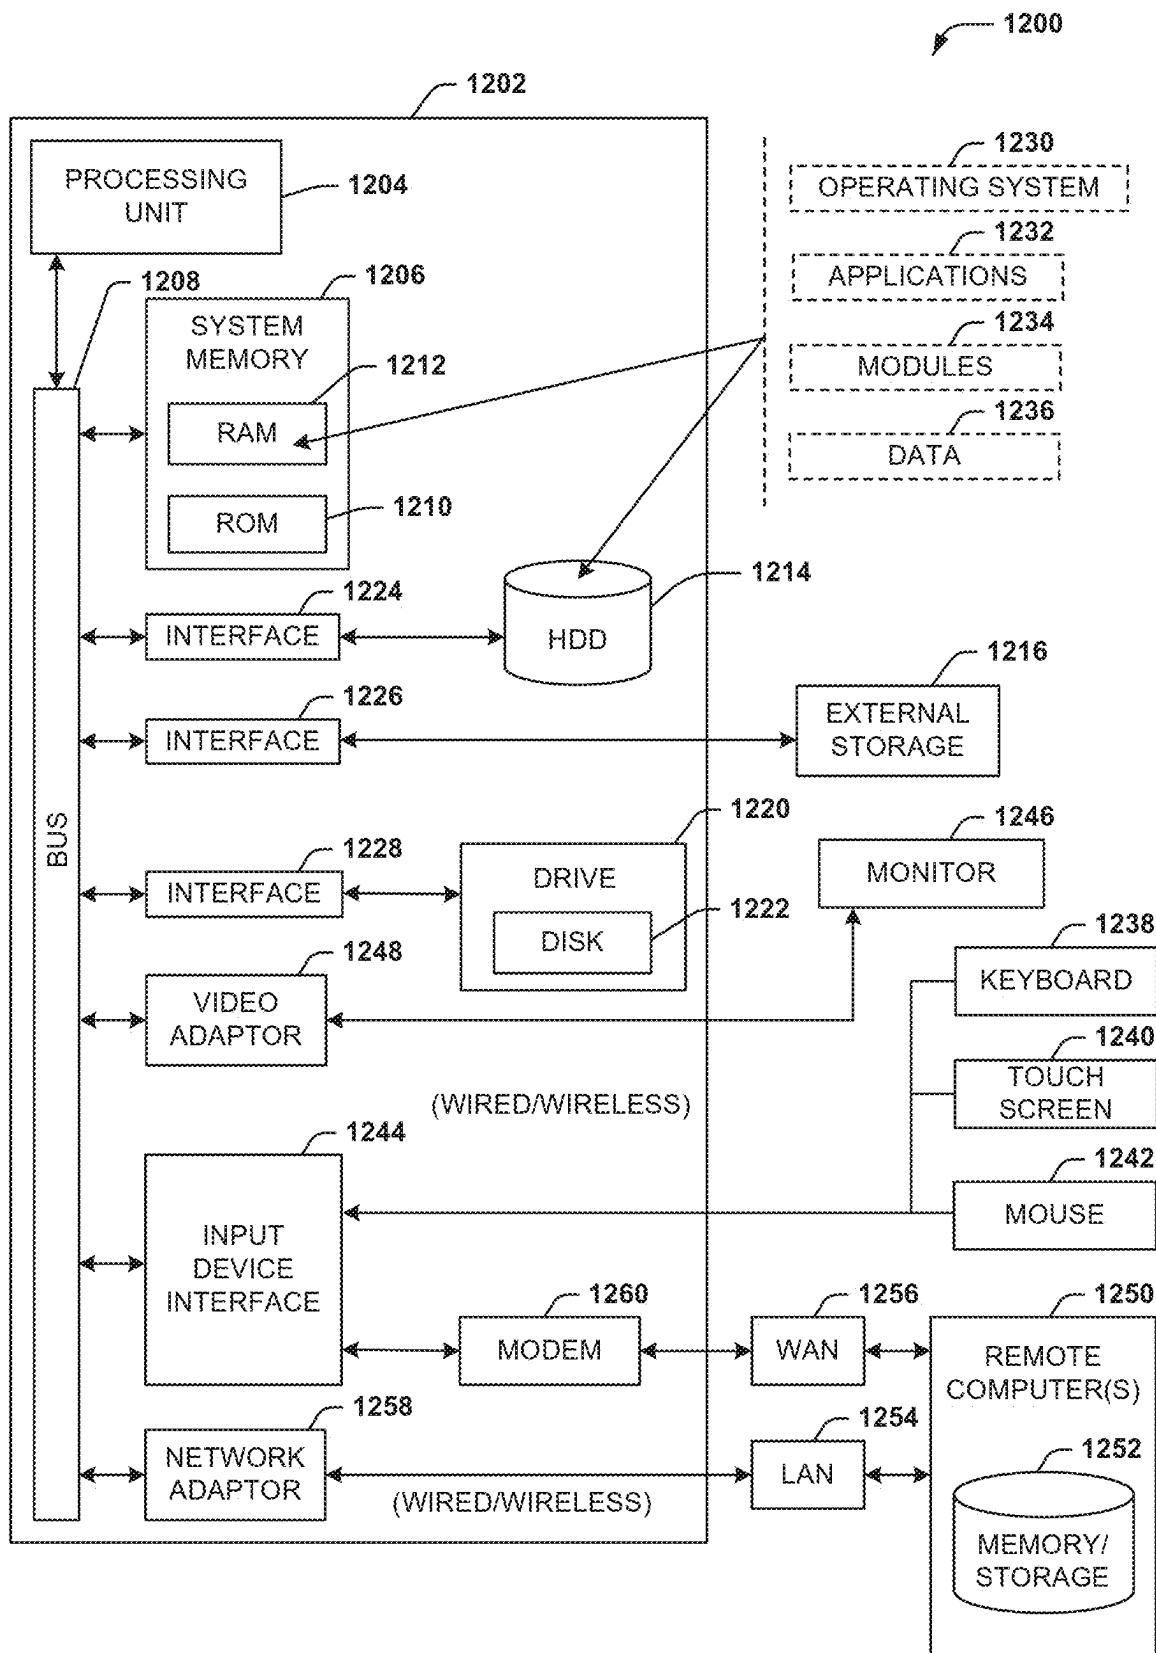 1200
1202
PROCESSING
UNIT
1204
1230
OPERATING SYSTEM
1232
APPLICATIONS
1234
MODULES
1236
DATA
1208
1206
SYSTEM
MEMORY
1212
RAM
1210
ROM
1224
INTERFACE
1214
HDD
1226
INTERFACE
1216
EXTERNAL
STORAGE
BUS
1228
INTERFACE
1220
DRIVE
1222
DISK
1246
MONITOR
1248
VIDEO
ADAPTOR
1238
KEYBOARD
1240
TOUCH
SCREEN
(WIRED/WIRELESS)
1244
INPUT
DEVICE
INTERFACE
1242
MOUSE
1260
MODEM
1256
WAN
1250
REMOTE
COMPUTER(S)
1258
NETWORK
ADAPTOR
(WIRED/WIRELESS)
1254
LAN
1252
MEMORY/
STORAGE